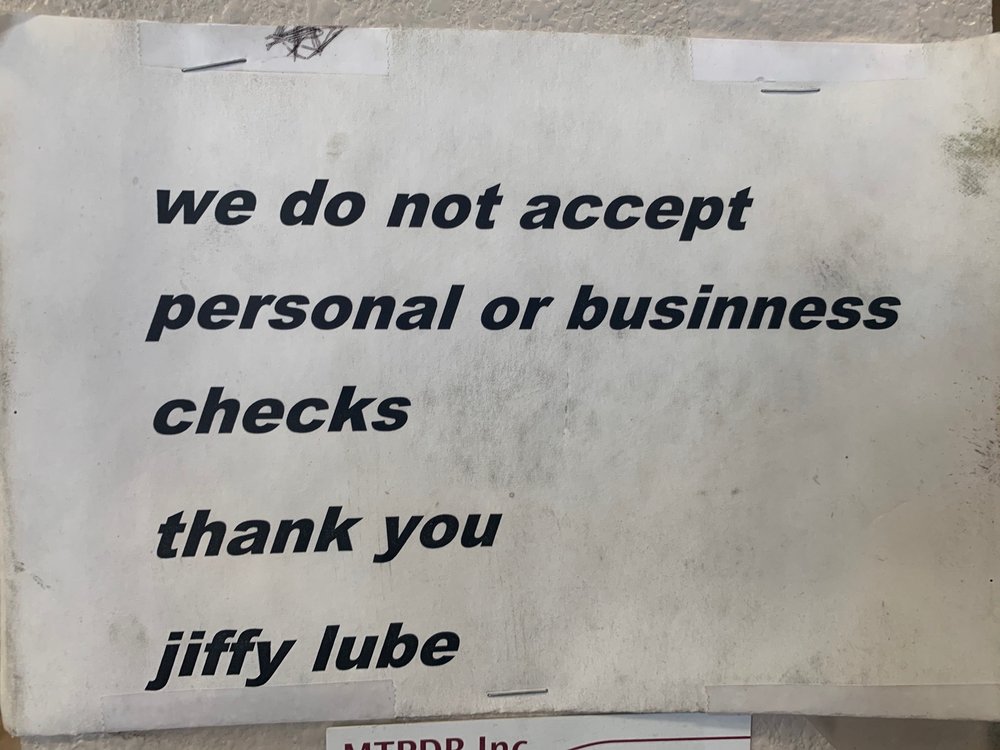 we do not accept
personal or businness
checks
thank you
jiffy lube